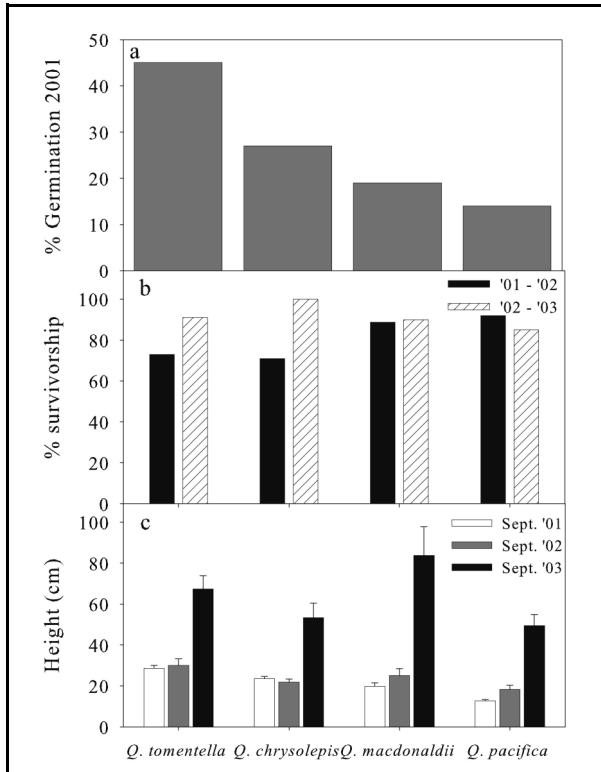 a
% Germination 2001
50
40
30
20
10
0
b
% survivorship
'01 - '02
'02 - '03
100
80
60
40
20
0
c
Height (cm)
Sept. '01
Sept. '02
Sept. '03
100
80
60
40
20
0
Q. tomentella Q. chrysolepis Q. macdonaldii Q. pacifica